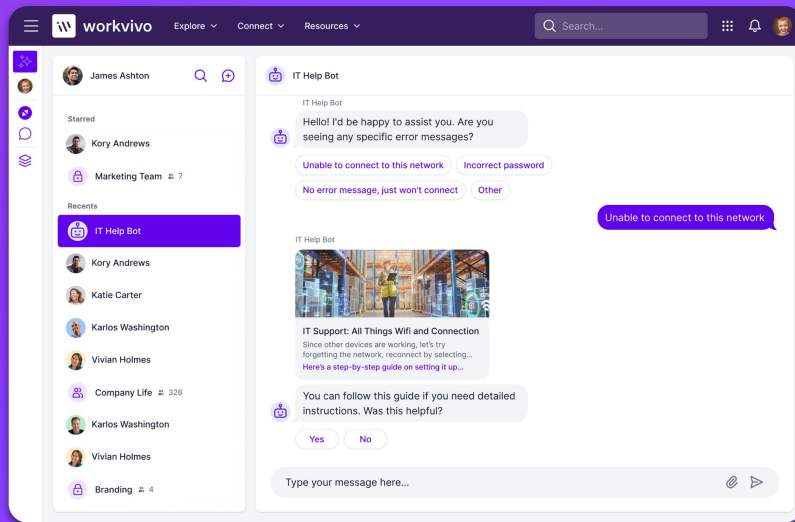 workvivo Explore Connect Resources Search...
James Ashton
Starred
Kory Andrews
Marketing Team 7
Recents
IT Help Bot
Kory Andrews
Katie Carter
Karlos Washington
Vivian Holmes
Company Life 326
Karlos Washington
Vivian Holmes
Branding 4
IT Help Bot
IT Help Bot
Hello! I'd be happy to assist you. Are you
seeing any specific error messages?
Unable to connect to this network Incorrect password
No error message, just won't connect Other
Unable to connect to this network
IT Help Bot
IT Support: All Things Wifi and Connection
Since other devices are working, let's try
forgetting the network, reconnect by selecting...
Here's a step-by-step guide on setting it up...
You can follow this guide if you need detailed
instructions. Was this helpful?
Yes No
Type your message here...